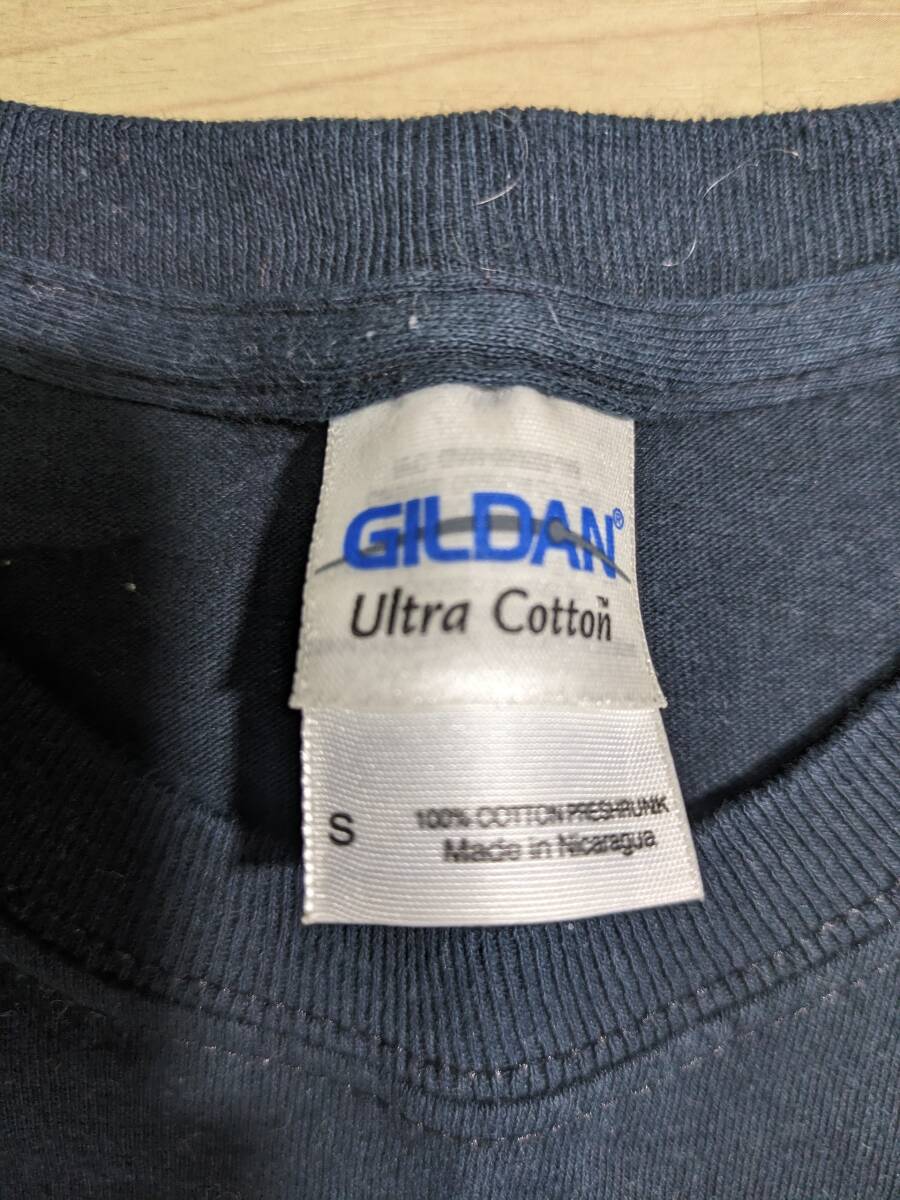 GILDAN®
Ultra Cotton™
S
100% COTTON PRESHRUNK
Made in Nicaragua